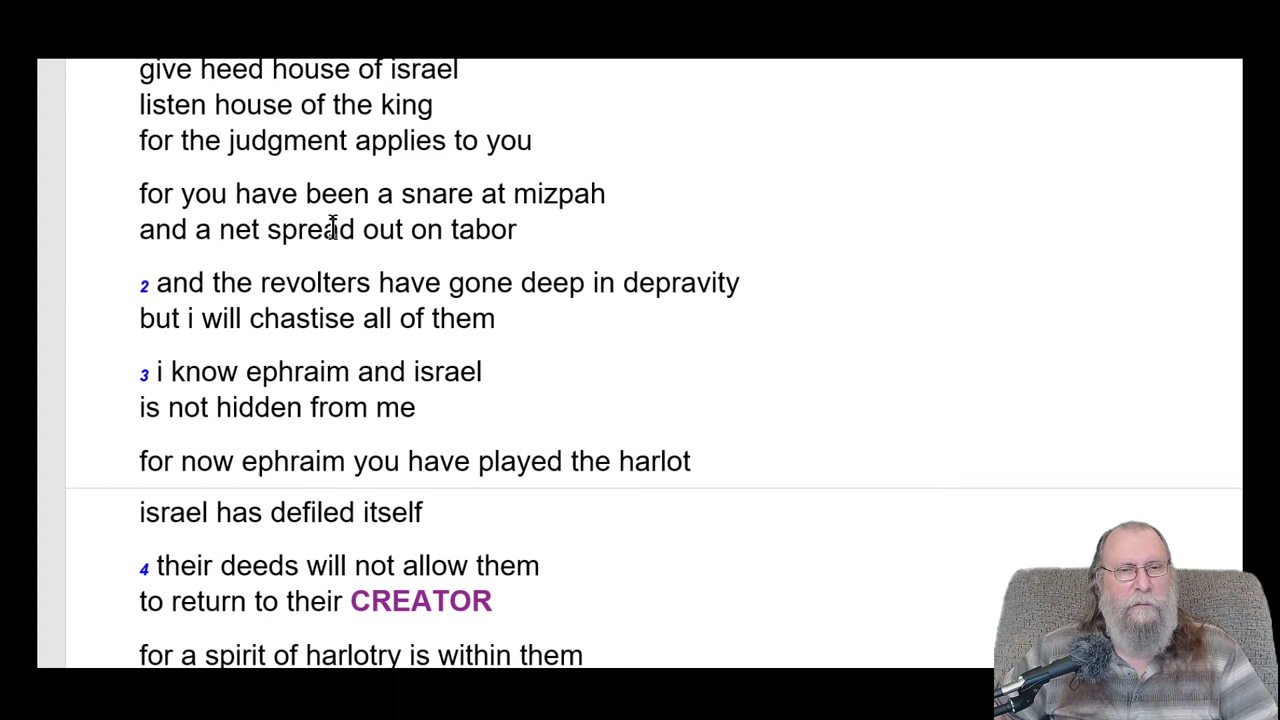 give heed house of israel
listen house of the king
for the judgment applies to you
for you have been a snare at mizpah
and a net spread out on tabor
2 and the revolters have gone deep in depravity
but i will chastise all of them
3 i know ephraim and israel
is not hidden from me
for now ephraim you have played the harlot
israel has defiled itself
4 their deeds will not allow them
to return to their CREATOR
for a spirit of harlotry is within them